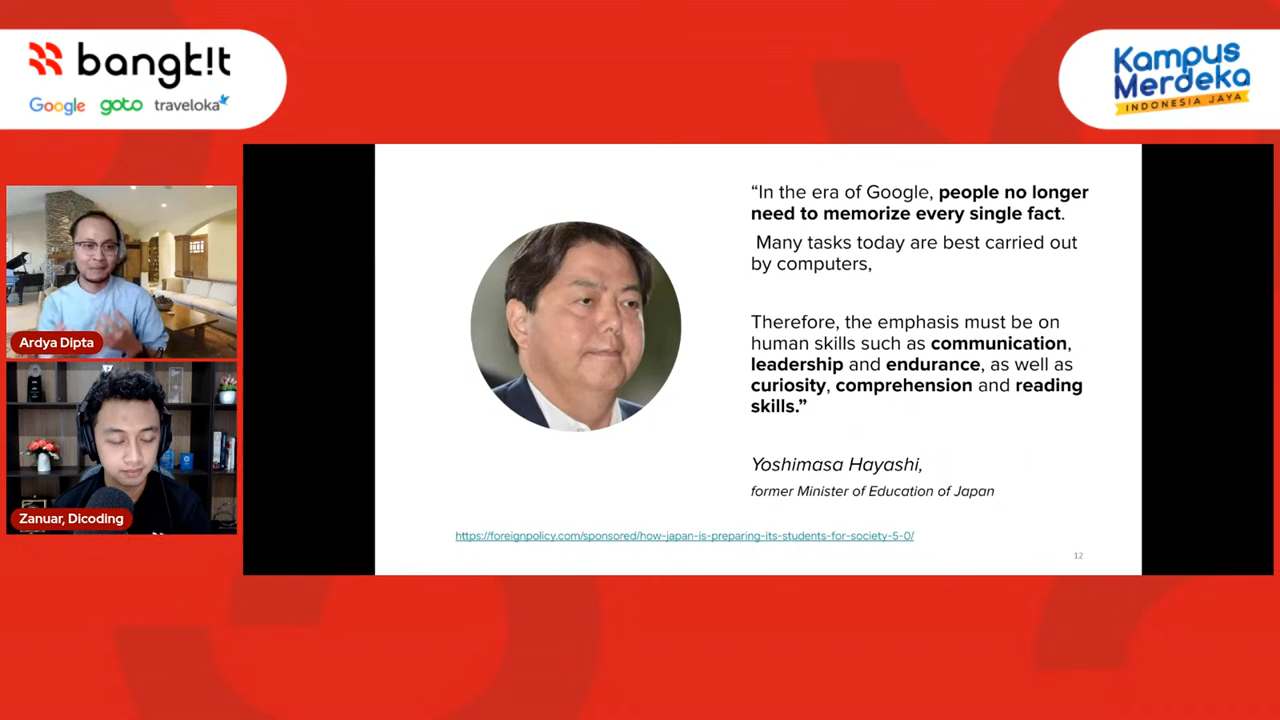 bangk!t
Google goto traveloka
Kampus
Merdeka
INDONESIA JAYA
Ardya Dipta
Zanuar, Dicoding
“In the era of Google, people no longer
need to memorize every single fact.
Many tasks today are best carried out
by computers,
Therefore, the emphasis must be on
human skills such as communication,
leadership and endurance, as well as
curiosity, comprehension and reading
skills.”
Yoshimasa Hayashi,
former Minister of Education of Japan
https://foreignpolicy.com/sponsored/how-japan-is-preparing-its-students-for-society-5-0/
12